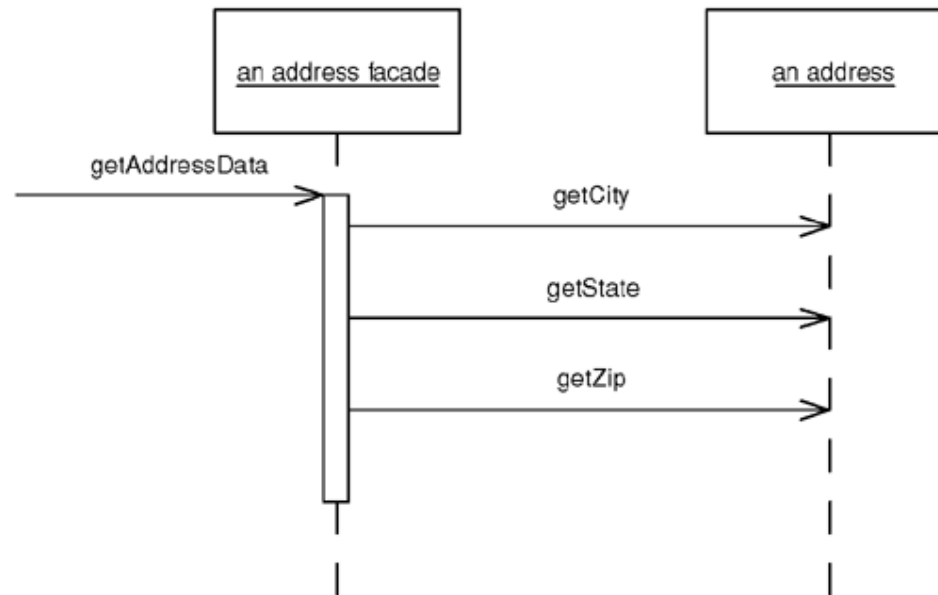 an address facade
an address
getAddressData
getCity
getState
getZip